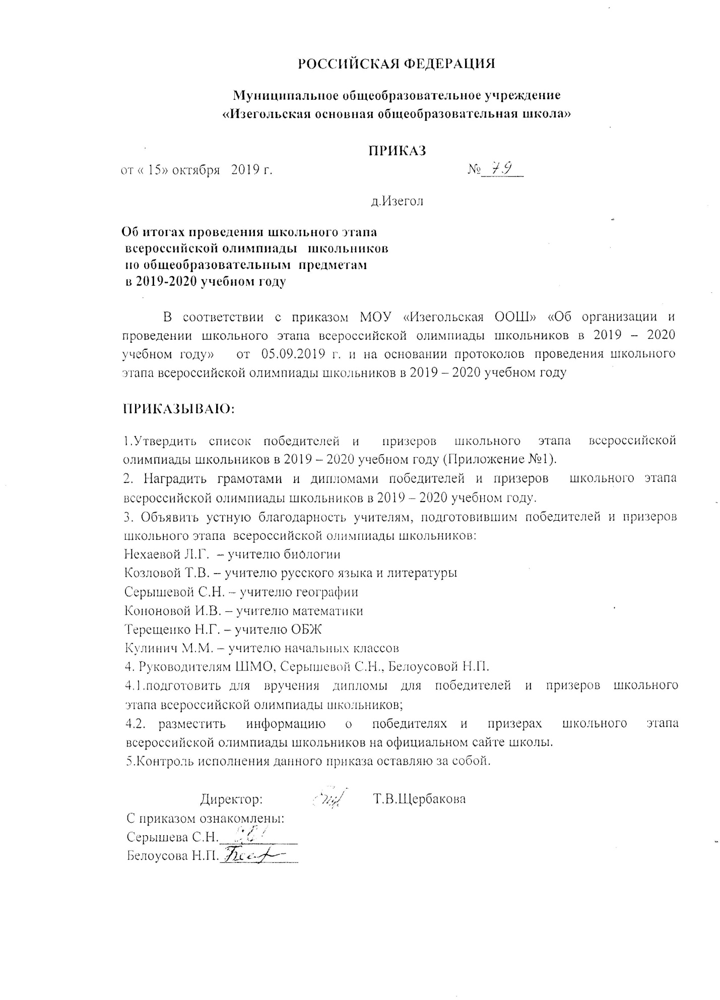 РОССИЙСКАЯ ФЕДЕРАЦИЯ
Муниципальное общеобразовательное учреждение
«Изегольская основная общеобразовательная школа»
ПРИКАЗ
от « 15» октября 2019 г. № 79
д.Изегол
Об итогах проведения школьного этапа
всероссийской олимпиады школьников
по общеобразовательным предметам
в 2019-2020 учебном году
В соответствии с приказом МОУ «Изегольская ООШ» «Об организации и
проведении школьного этапа всероссийской олимпиады школьников в 2019 – 2020
учебном году» от 05.09.2019 г. и на основании протоколов проведения школьного
этапа всероссийской олимпиады школьников в 2019 – 2020 учебном году
ПРИКАЗЫВАЮ:
1.Утвердить список победителей и призеров школьного этапа всероссийской
олимпиады школьников в 2019 – 2020 учебном году (Приложение №1).
2. Наградить грамотами и дипломами победителей и призеров школьного этапа
всероссийской олимпиады школьников в 2019 – 2020 учебном году.
3. Объявить устную благодарность учителям, подготовившим победителей и призеров
школьного этапа всероссийской олимпиады школьников:
Нехаевой Л.Г. – учителю биологии
Козловой Т.В. – учителю русского языка и литературы
Серышевой С.Н. – учителю географии
Кононовой И.В. – учителю математики
Терещенко Н.Г. – учителю ОБЖ
Кулинич М.М. – учителю начальных классов
4. Руководителям ШМО, Серышевой С.Н., Белоусовой Н.П.
4.1.подготовить для вручения дипломы для победителей и призеров школьного
этапа всероссийской олимпиады школьников;
4.2. разместить информацию о победителях и призерах школьного этапа
всероссийской олимпиады школьников на официальном сайте школы.
5.Контроль исполнения данного приказа оставляю за собой.
Директор: Т.В.Щербакова
С приказом ознакомлены:
Серышева С.Н.
Белоусова Н.П.